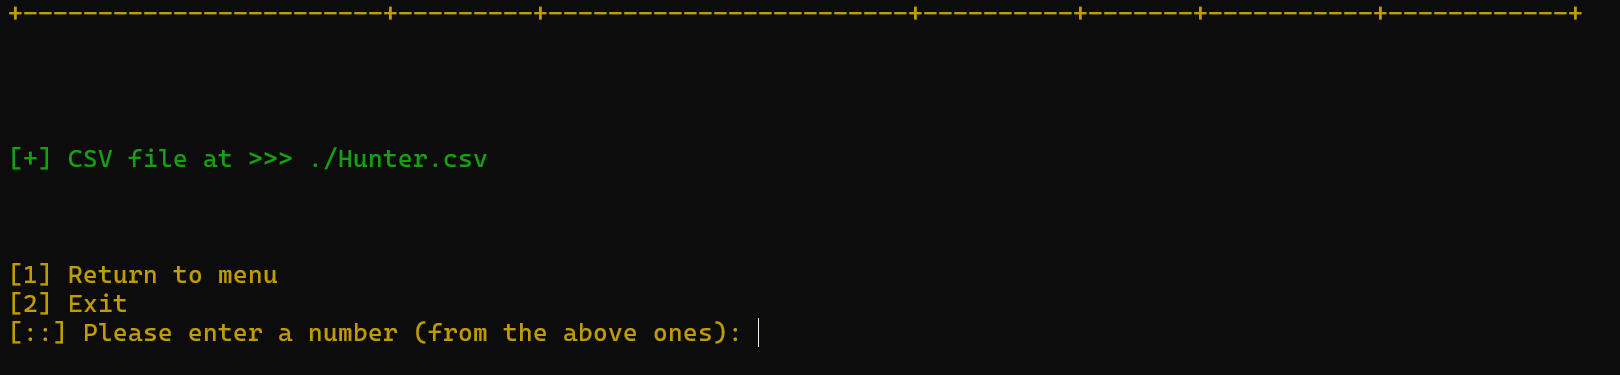 +------------------------+---------+------------------------+----------+-------+-----------+------------+
[+] CSV file at >>> ./Hunter.csv
[1] Return to menu
[2] Exit
[::] Please enter a number (from the above ones):